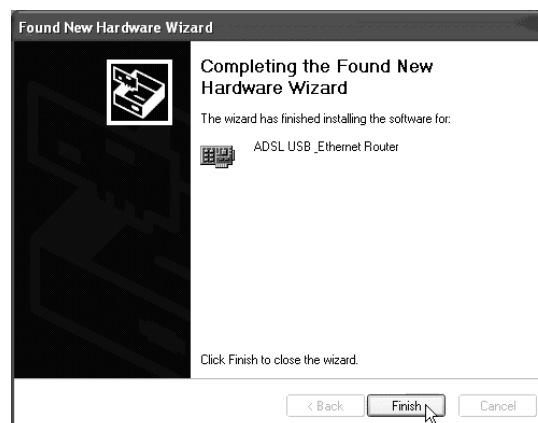 Found New Hardware Wizard
Completing the Found New
Hardware Wizard
The wizard has finished installing the software for:
ADSL USB _Ethernet Router
Click Finish to close the wizard.
< Back
Finish
Cancel